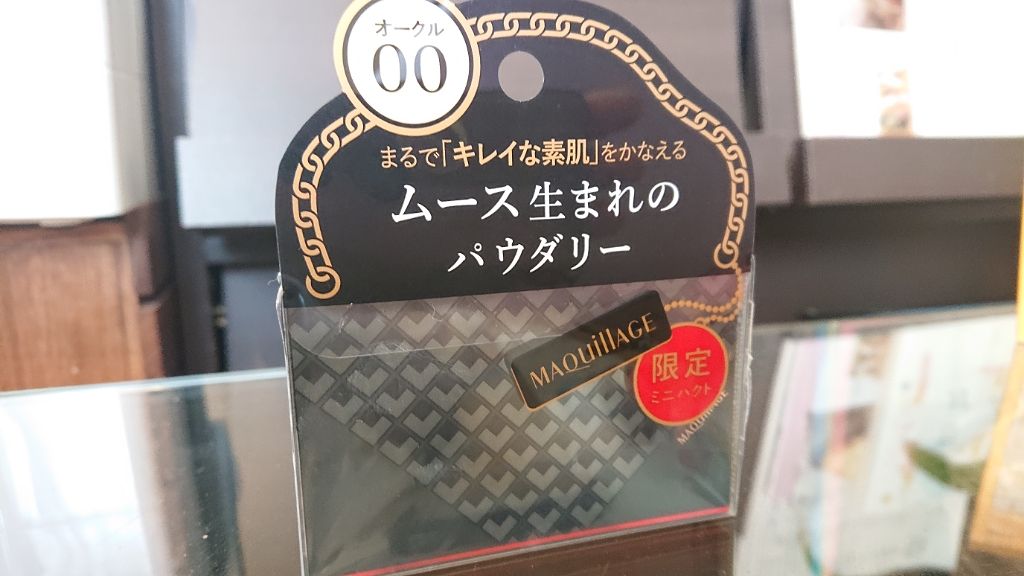 オークル
00
まるで「キレイな素肌」をかなえる
ムース生まれの
パウダリー
MAQuillAGE
限定
ミニパクト
MAQUillAGE